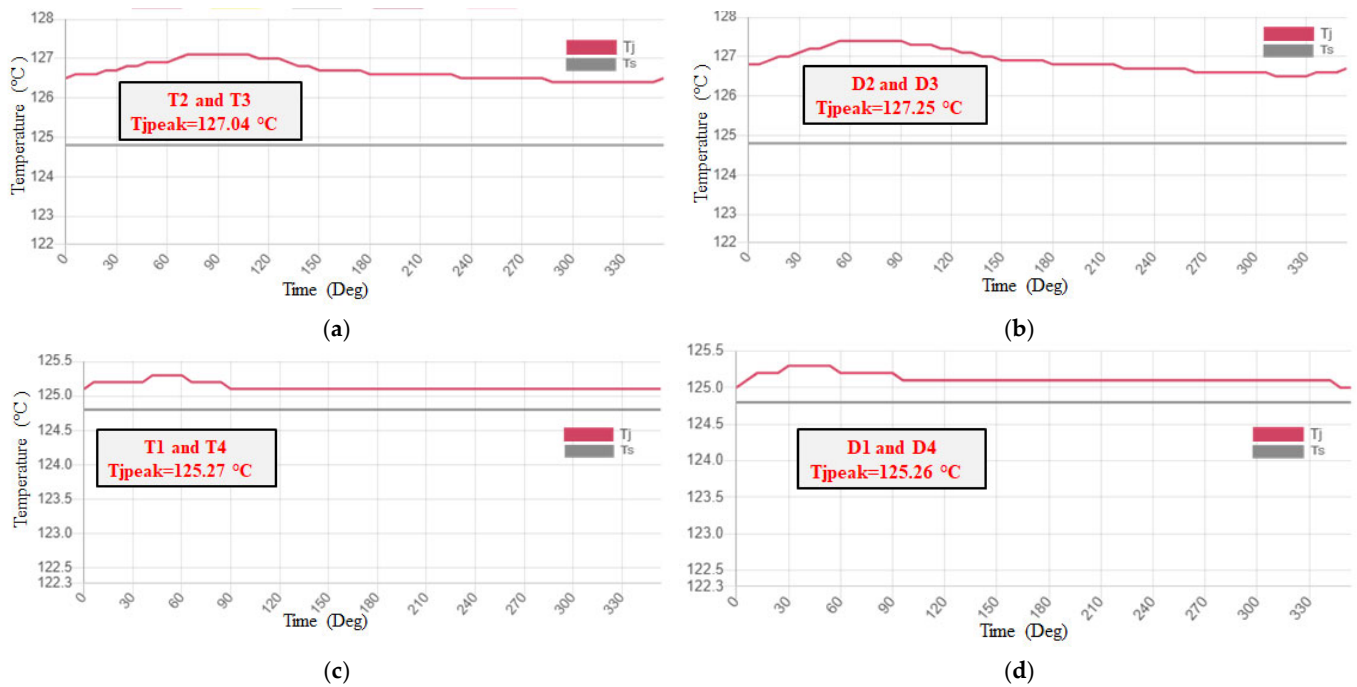 128
127
126
125
124
123
122
Temperature (°C)
Tj
Ts
T2 and T3
Tjpeak=127.04 °C
0 30 60 90 120 150 180 210 240 270 300 330
Time (Deg)
(a)
128
127
126
125
124
123
122
Temperature (°C)
Tj
Ts
D2 and D3
Tjpeak=127.25 °C
0 30 60 90 120 150 180 210 240 270 300 330
Time (Deg)
(b)
125.5
125.0
124.5
124.0
123.5
123.0
122.5
122.3
Temperature (°C)
Tj
Ts
T1 and T4
Tjpeak=125.27 °C
0 30 60 90 120 150 180 210 240 270 300 330
Time (Deg)
(c)
125.5
125.0
124.5
124.0
123.5
123.0
122.5
122.3
Temperature (°C)
Tj
Ts
D1 and D4
Tjpeak=125.26 °C
0 30 60 90 120 150 180 210 240 270 300 330
Time (Deg)
(d)